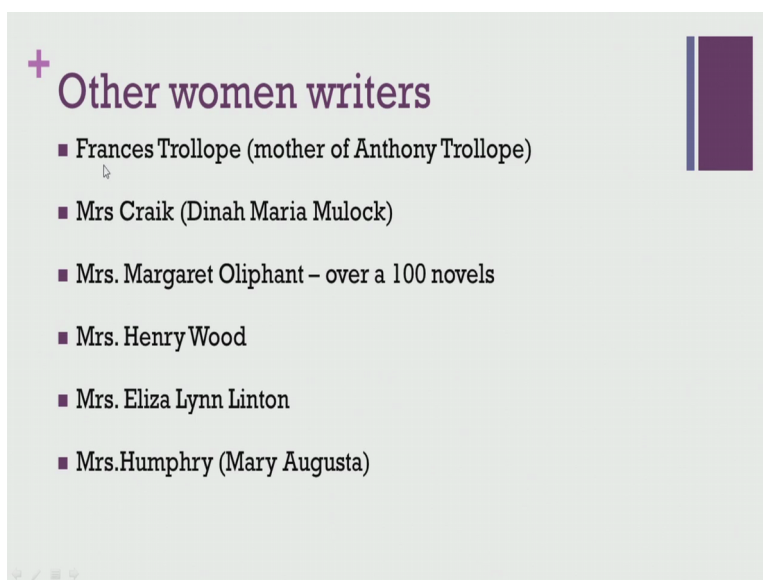 Other women writers
Frances Trollope (mother of Anthony Trollope)
Mrs Craik (Dinah Maria Mulock)
Mrs. Margaret Oliphant – over a 100 novels
Mrs. Henry Wood
Mrs. Eliza Lynn Linton
Mrs.Humphry (Mary Augusta)